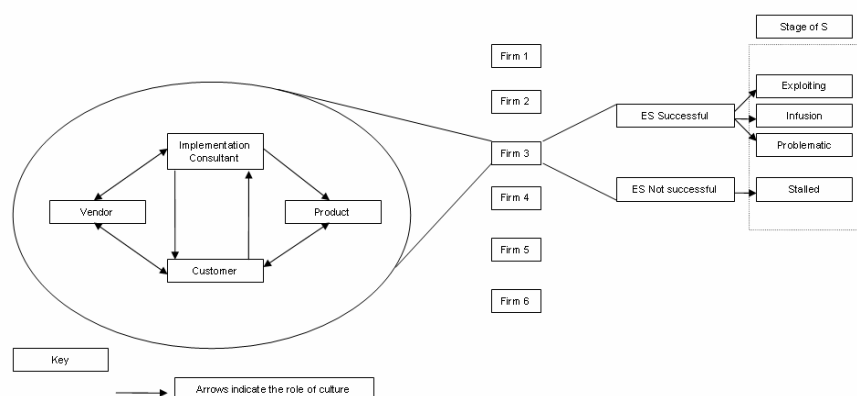 Stage of S
Firm 1
Exploiting
Firm 2
ES Successful
Infusion
Implementation
Consultant
Firm 3
Problematic
Vendor
Product
Firm 4
ES Not successful
Stalled
Customer
Firm 5
Firm 6
Key
Arrows indicate the role of culture